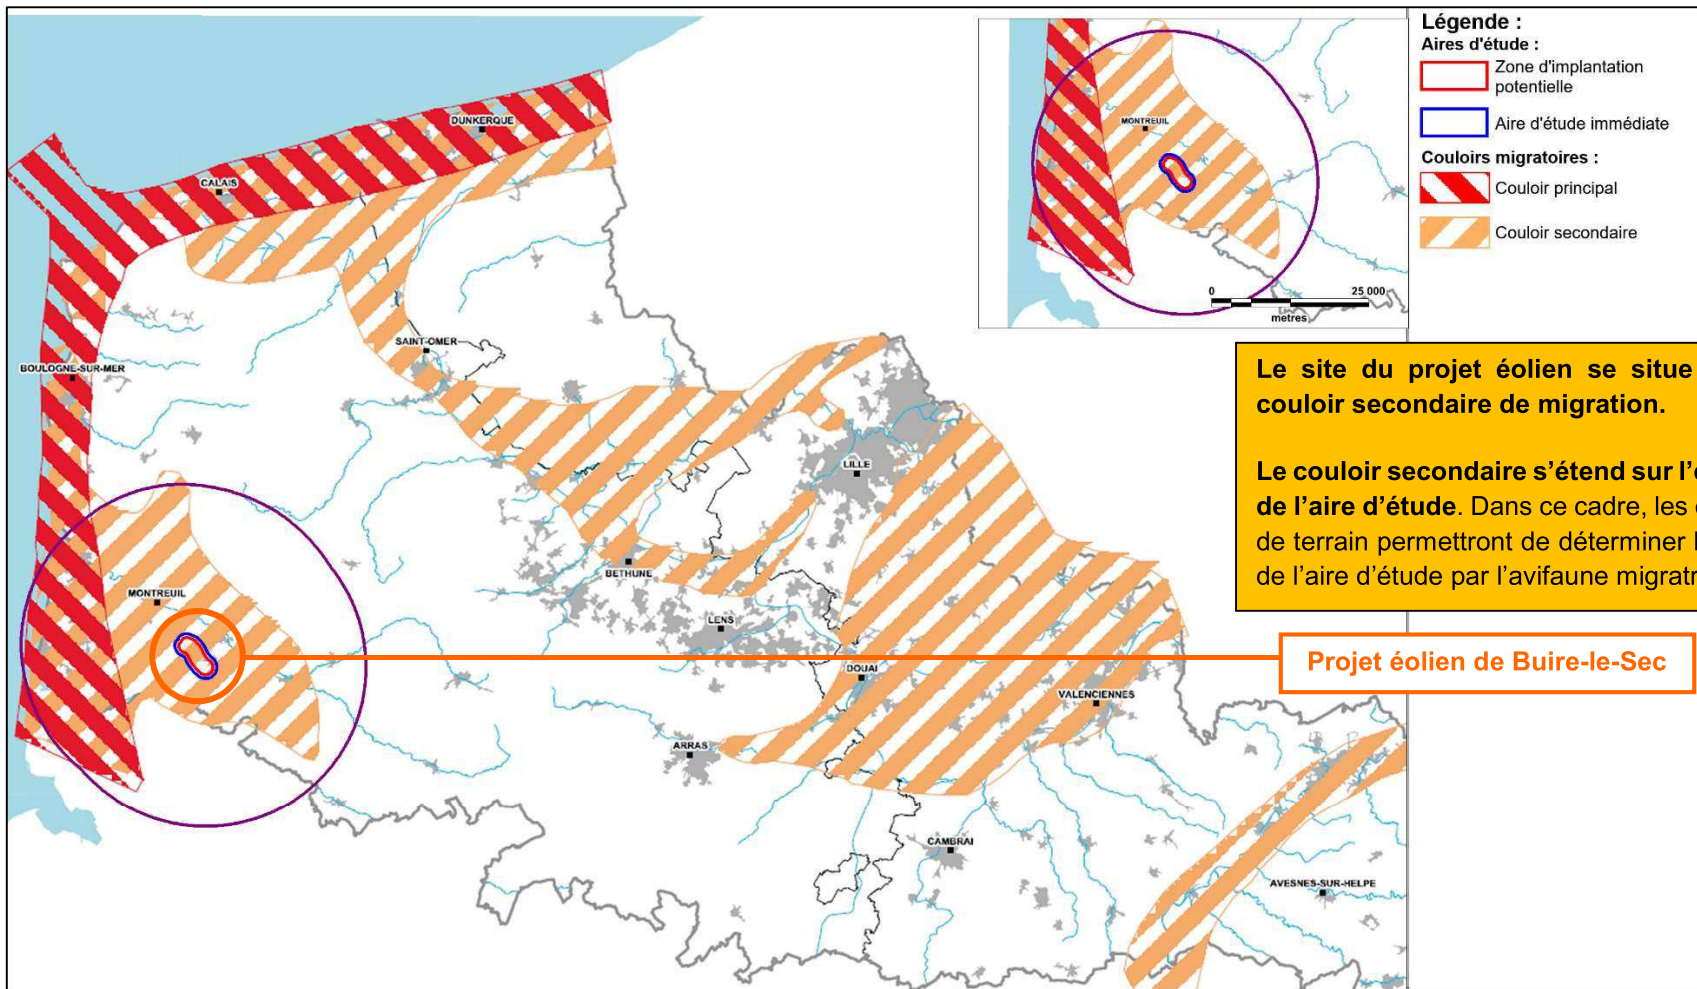 Légende :
Aires d'étude :
Zone d'implantation
potentielle
Aire d'étude immédiate
Couloirs migratoires :
Couloir principal
Couloir secondaire
MONTREUIL
0 25 000
metres
DUNKERQUE
CALAIS
SAINT-OMER
BOULOGNE-SUR-MER
LILLE
BETHUNE
MONTREUIL
LENS
DOUAI
VALENCIENNES
ARRAS
CAMBRAI
AVESNES-SUR-HELPE
Le site du projet éolien se situe
couloir secondaire de migration.
Le couloir secondaire s’étend sur l’
de l’aire d’étude. Dans ce cadre, les
de terrain permettront de déterminer
de l’aire d’étude par l’avifaune
Projet éolien de Buire-le-Sec